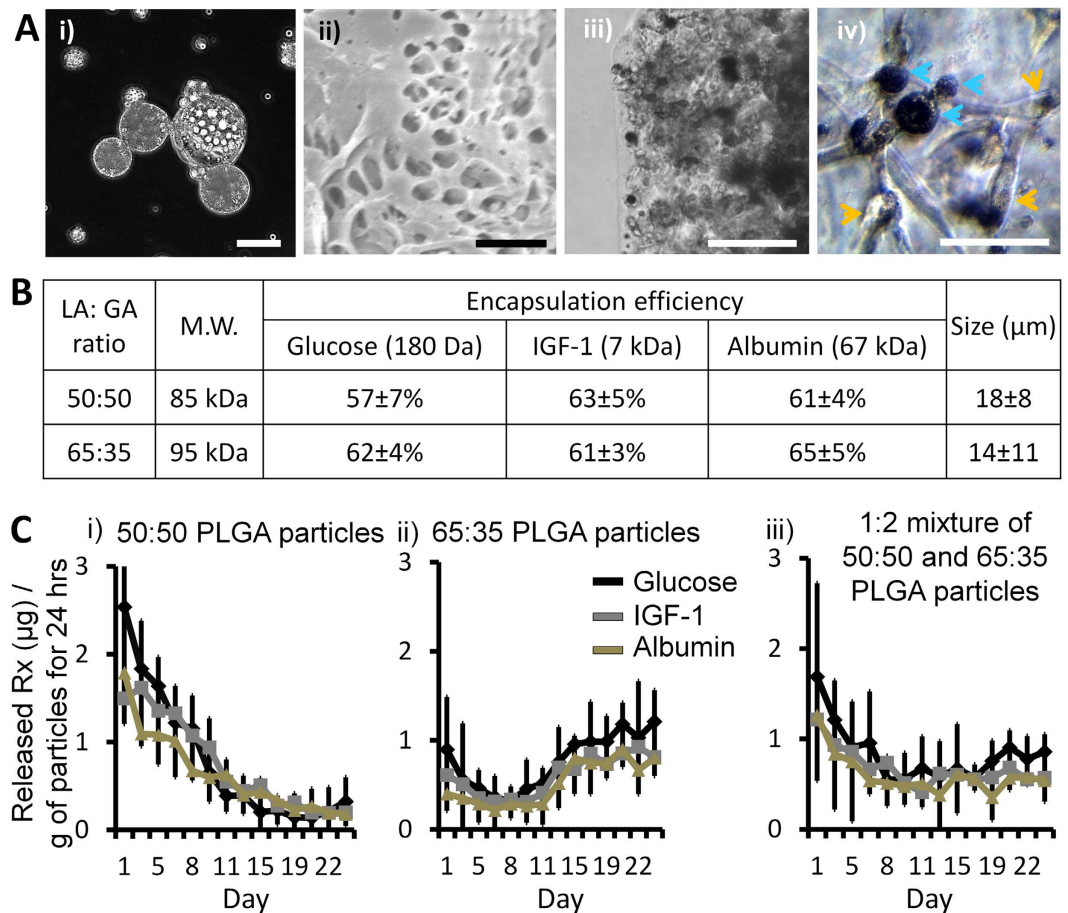 A
i)
ii)
iii)
iv)
B
LA: GA ratio
M.W.
Encapsulation efficiency
Size (µm)
Glucose (180 Da)
IGF-1 (7 kDa)
Albumin (67 kDa)
50:50 85 kDa 57±7% 63±5% 61±4% 18±8
65:35 95 kDa 62±4% 61±3% 65±5% 14±11
C
i) 50:50 PLGA particles
Released Rx (µg) /
g of particles for 24 hrs
3
2
1
0
1 5 8 11 15 19 22
Day
ii) 65:35 PLGA particles
Glucose
IGF-1
Albumin
3
2
1
0
1 5 8 11 15 19 22
Day
iii) 1:2 mixture of
50:50 and 65:35
PLGA particles
3
2
1
0
1 5 8 11 15 19 22
Day